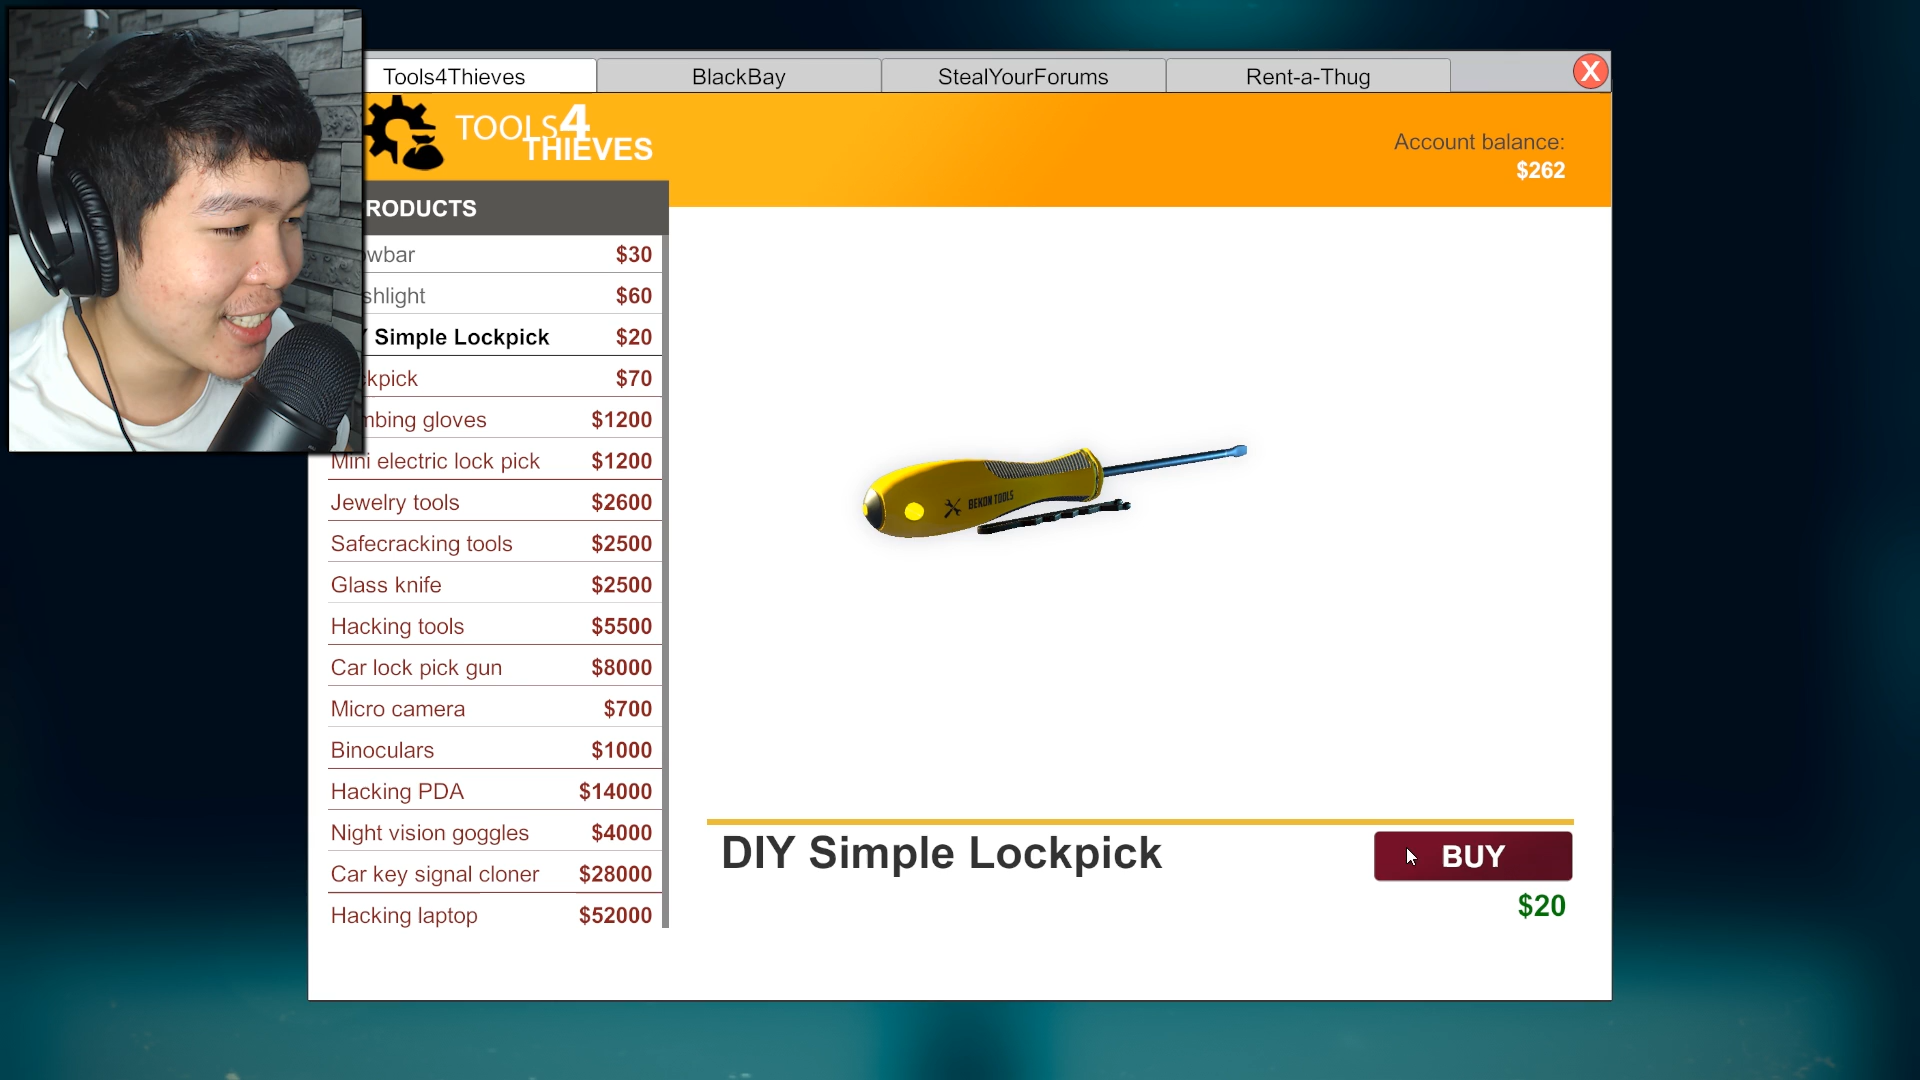 Tools4Thieves BlackBay StealYourForums Rent-a-Thug X
TOOLS4
THIEVES
Account balance:
$262
RODUCTS
wbar $30
shlight $60
Simple Lockpick $20
kpick $70
mbing gloves $1200
Mini electric lock pick $1200
Jewelry tools $2600
Safecracking tools $2500
Glass knife $2500
Hacking tools $5500
Car lock pick gun $8000
Micro camera $700
Binoculars $1000
Hacking PDA $14000
Night vision goggles $4000
Car key signal cloner $28000
Hacking laptop $52000
BEKON TOOLS
DIY Simple Lockpick
BUY
$20